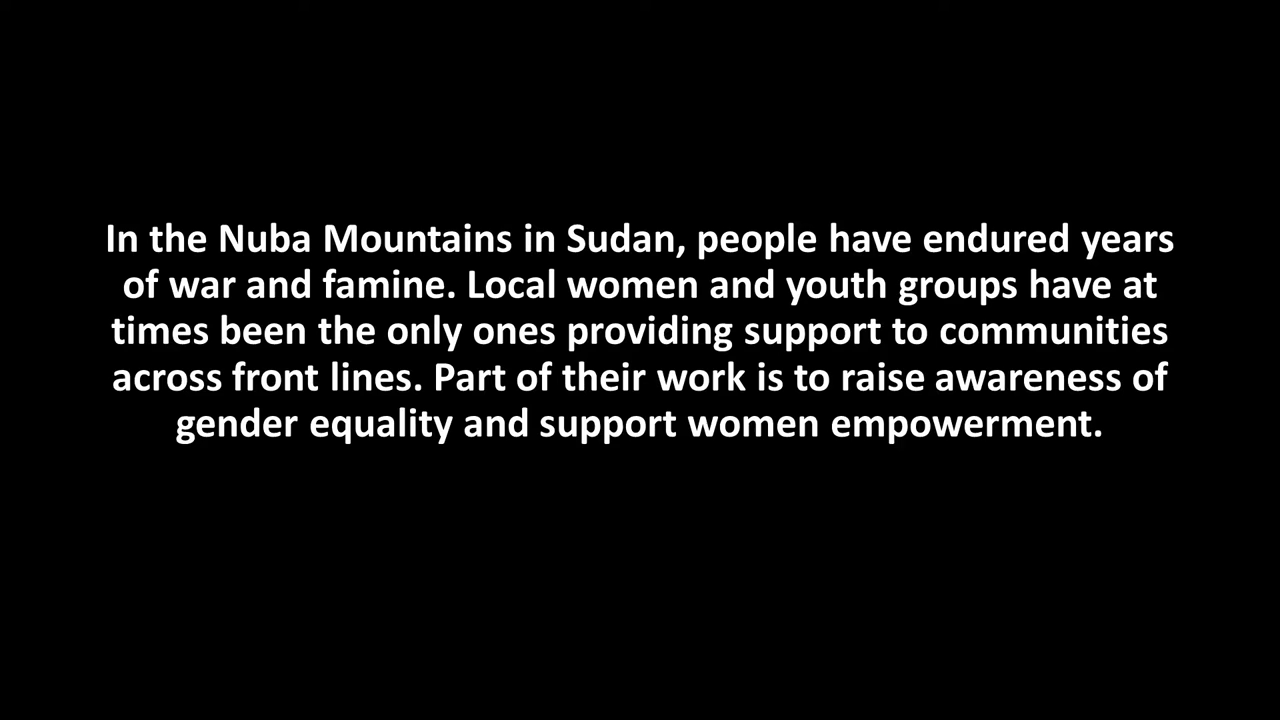 In the Nuba Mountains in Sudan, people have endured years
of war and famine. Local women and youth groups have at
times been the only ones providing support to communities
across front lines. Part of their work is to raise awareness of
gender equality and support women empowerment.